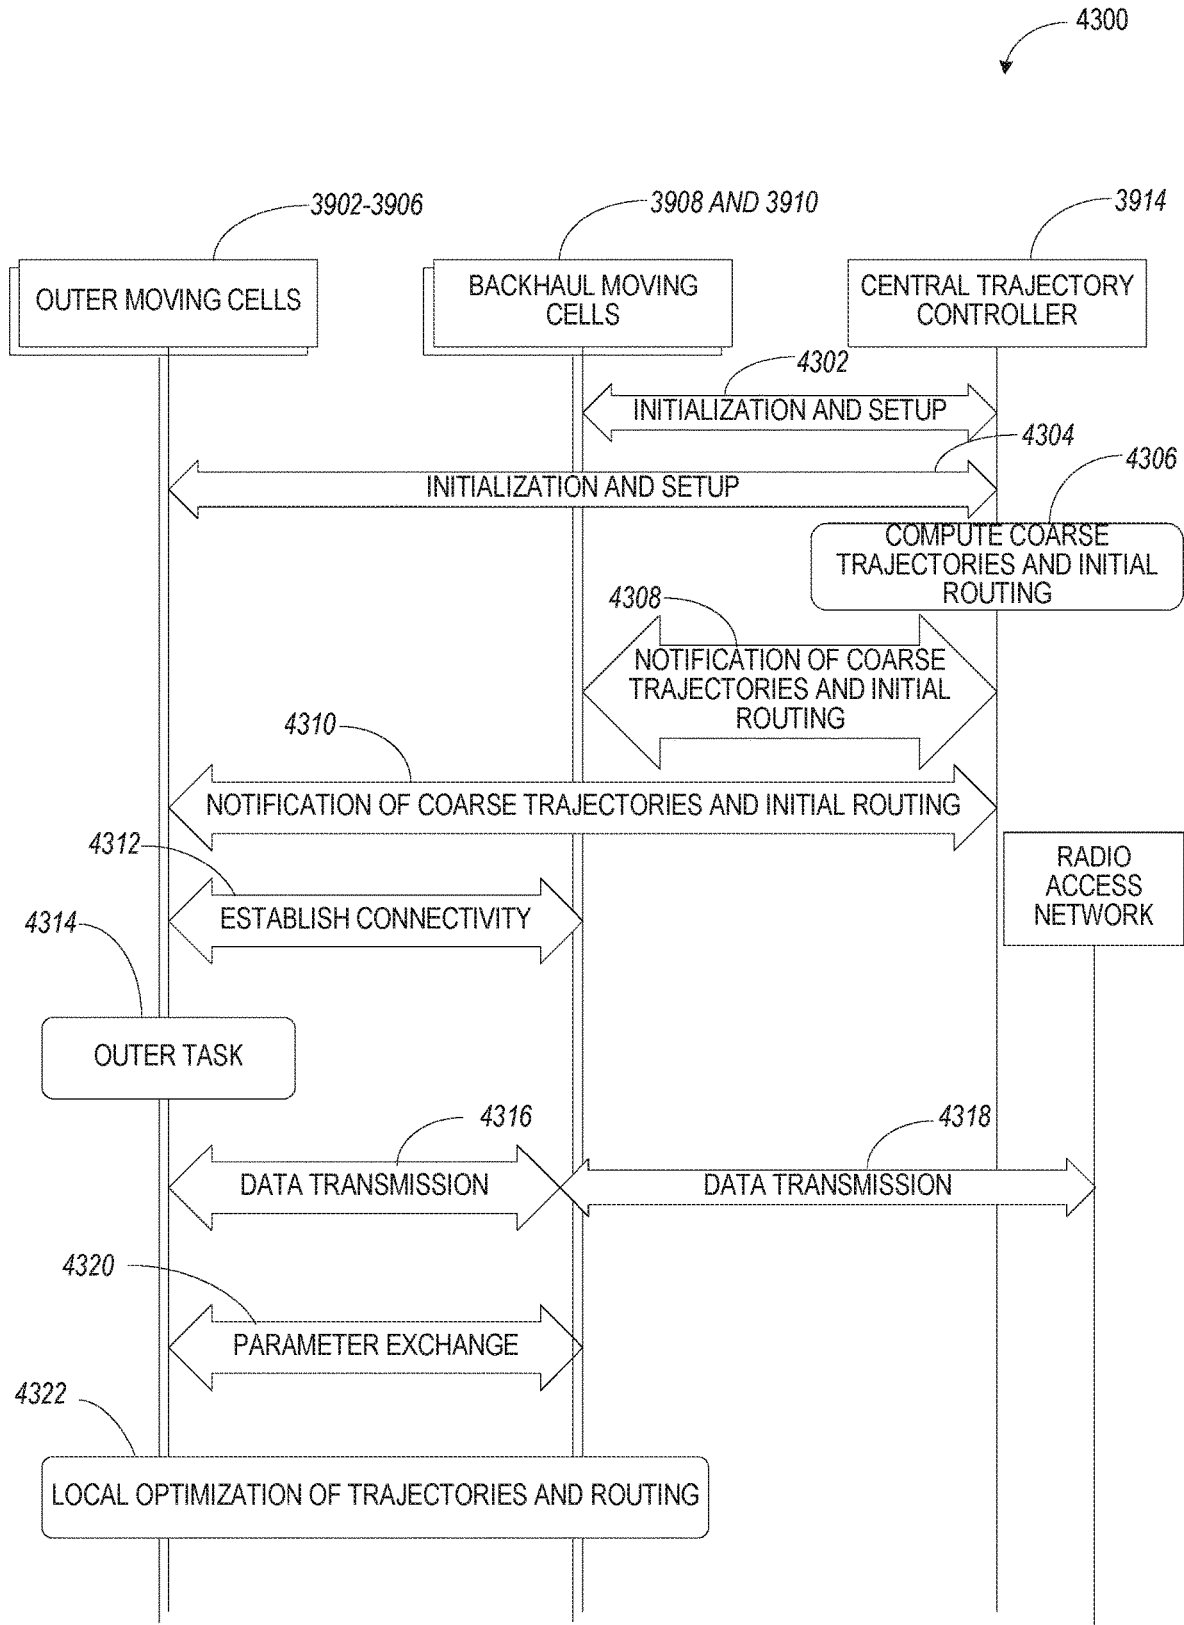 4300
3902-3906
3908 AND 3910
3914
OUTER MOVING CELLS
BACKHAUL MOVING
CELLS
CENTRAL TRAJECTORY
CONTROLLER
4302
INITIALIZATION AND SETUP
4304
INITIALIZATION AND SETUP
4306
COMPUTE COARSE
TRAJECTORIES AND INITIAL
ROUTING
4308
NOTIFICATION OF COARSE
TRAJECTORIES AND INITIAL
ROUTING
4310
NOTIFICATION OF COARSE TRAJECTORIES AND INITIAL ROUTING
4312
ESTABLISH CONNECTIVITY
RADIO
ACCESS
NETWORK
4314
OUTER TASK
4316
DATA TRANSMISSION
4318
DATA TRANSMISSION
4320
PARAMETER EXCHANGE
4322
LOCAL OPTIMIZATION OF TRAJECTORIES AND ROUTING